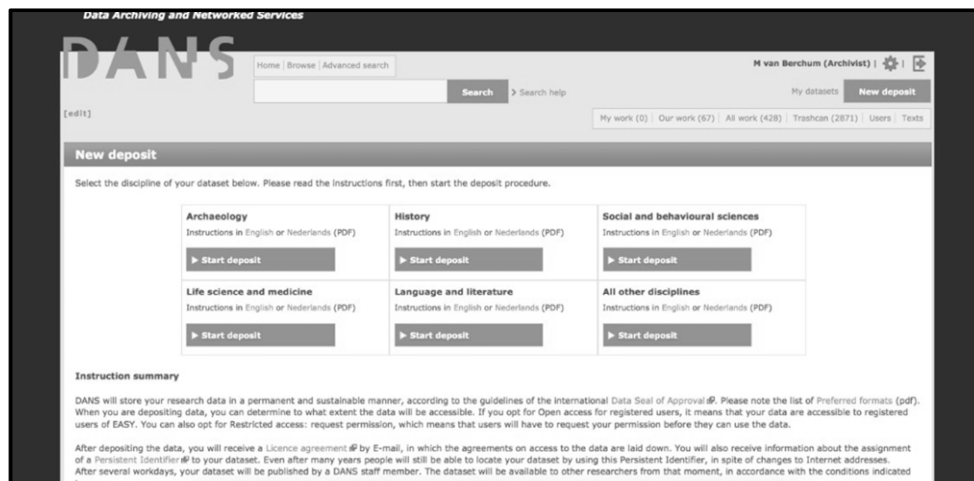 Data Archiving and Networked Services
DANS
Home | Browse | Advanced search
M van Berchum (Archivist) |
Search
Search help
My datasets
New deposit
[edit]
My work (0) | Our work (67) | All work (428) | Trashcan (2871) | Users | Texts
New deposit
Select the discipline of your dataset below. Please read the instructions first, then start the deposit procedure.
Archaeology
Instructions in English or Nederlands (PDF)
Start deposit
History
Instructions in English or Nederlands (PDF)
Start deposit
Social and behavioural sciences
Instructions in English or Nederlands (PDF)
Start deposit
Life science and medicine
Instructions in English or Nederlands (PDF)
Start deposit
Language and literature
Instructions in English or Nederlands (PDF)
Start deposit
All other disciplines
Instructions in English or Nederlands (PDF)
Start deposit
Instruction summary
DANS will store your research data in a permanent and sustainable manner, according to the guidelines of the international Data Seal of Approval. Please note the list of Preferred formats (pdf).
When you are depositing data, you can determine to what extent the data will be accessible. If you opt for Open access for registered users, it means that your data are accessible to registered
users of EASY. You can also opt for Restricted access: request permission, which means that users will have to request your permission before they can use the data.
After depositing the data, you will receive a Licence agreement by E-mail, in which the agreements on access to the data are laid down. You will also receive information about the assignment
of a Persistent Identifier to your dataset. Even after many years people will still be able to locate your dataset by using this Persistent Identifier, in spite of changes to Internet addresses.
After several workdays, your dataset will be published by a DANS staff member. The dataset will be available to other researchers from that moment, in accordance with the conditions indicated